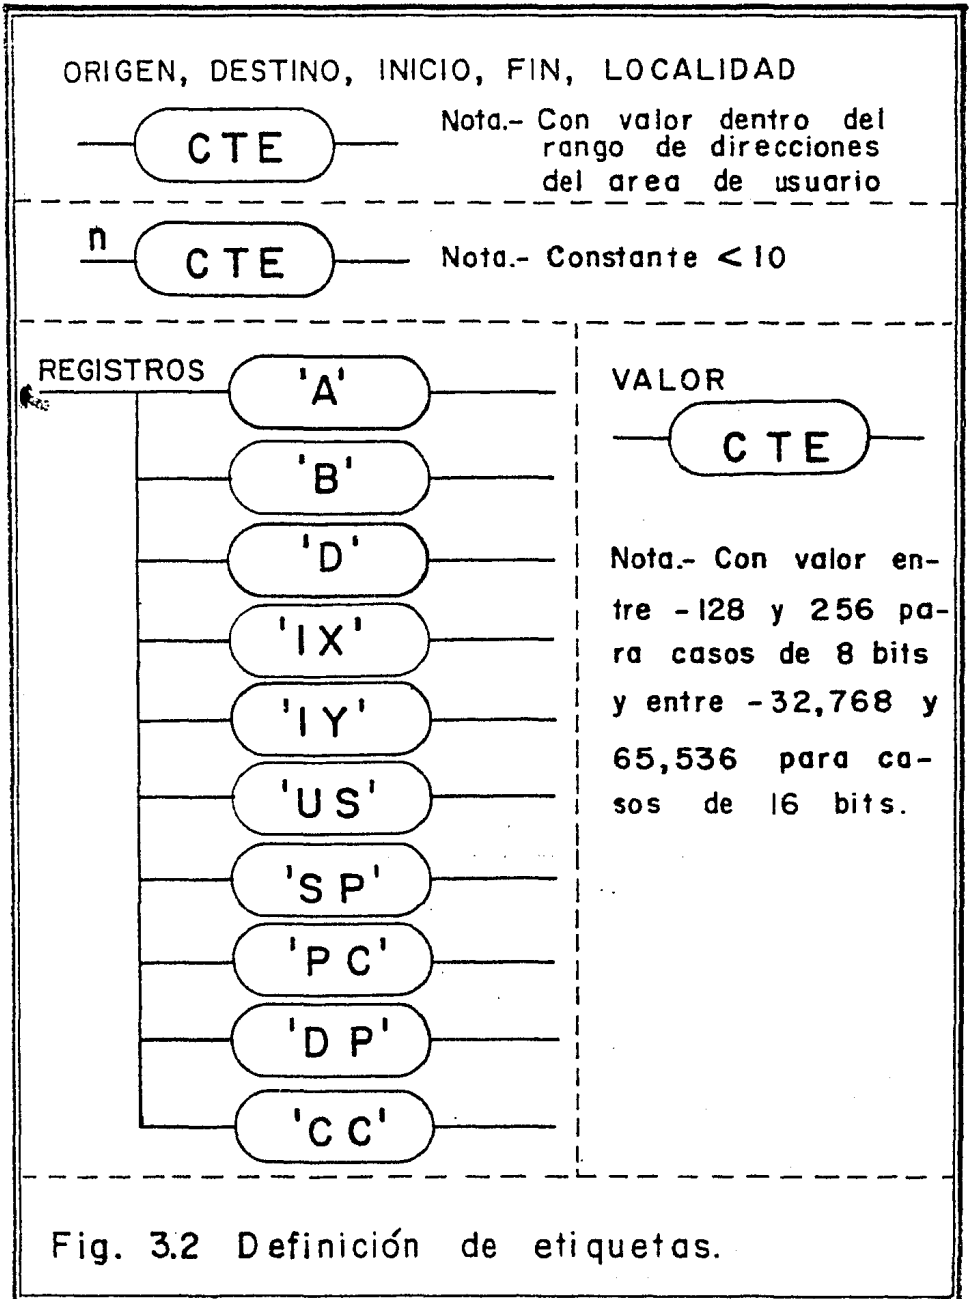 ORIGEN, DESTINO, INICIO, FIN, LOCALIDAD
CTE
Nota.- Con valor dentro del
rango de direcciones
del area de usuario
n
CTE
Nota.- Constante < 10
REGISTROS
'A'
'B'
'D'
'IX'
'IY'
'US'
'SP'
'PC'
'DP'
'CC'
VALOR
CTE
Nota.- Con valor en-
tre -128 y 256 pa-
ra casos de 8 bits
y entre -32,768 y
65,536 para ca-
sos de 16 bits.
Fig. 3.2 Definición de etiquetas.